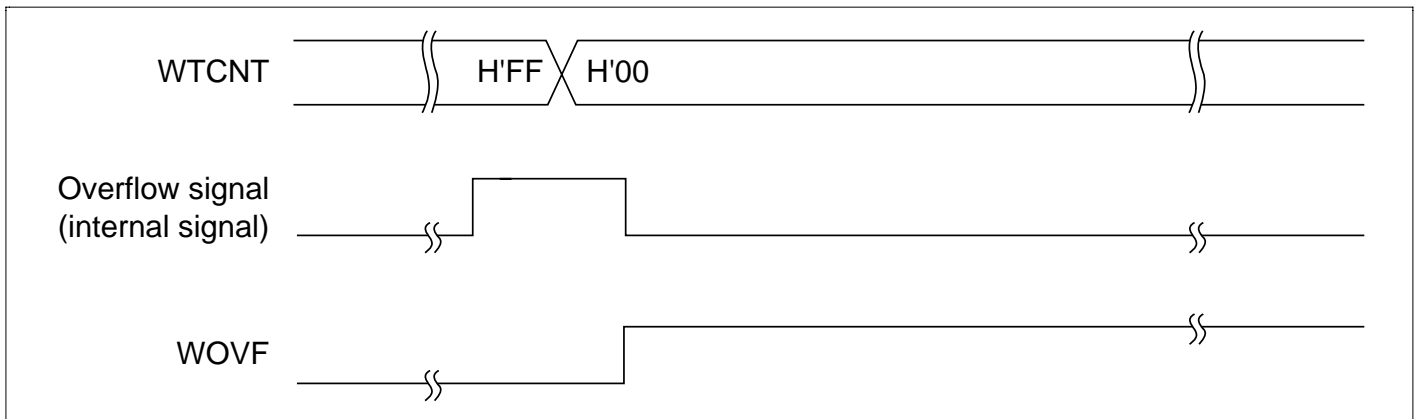 WTCNT
H'FF
H'00
Overflow signal
(internal signal)
WOVF